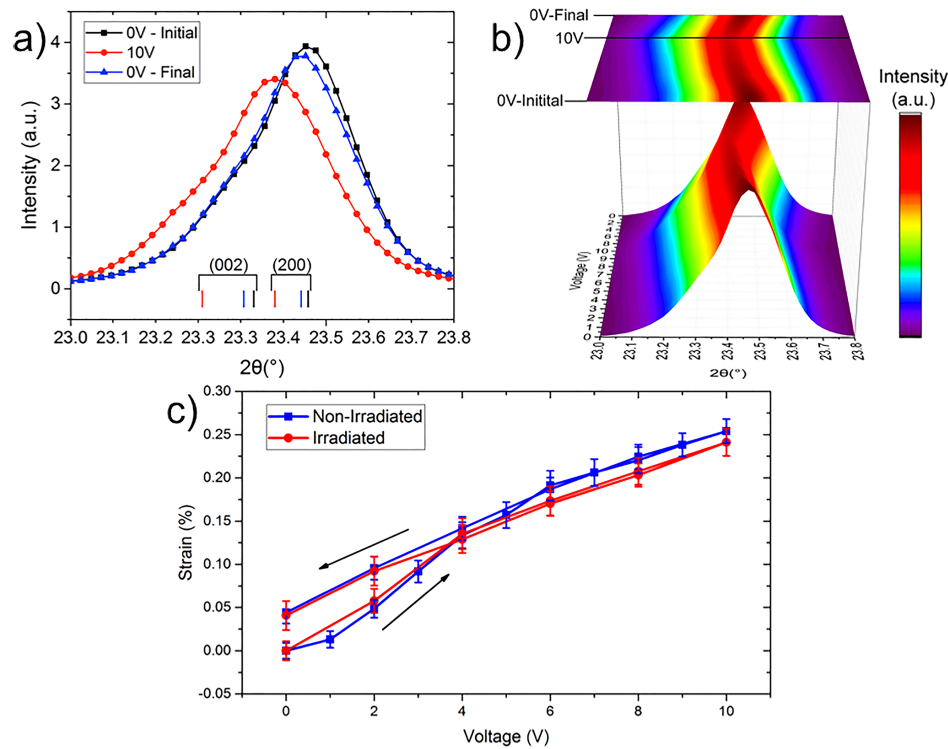 a)
0V - Initial
10V
0V - Final
4
3
2
1
0
Intensity (a.u.)
(002)
(200)
23.0 23.1 23.2 23.3 23.4 23.5 23.6 23.7 23.8
2θ(°)
b)
0V-Final
10V
0V-Initital
Intensity
(a.u.)
Voltage (V)
23.0 23.1 23.2 23.3 23.4 23.5 23.6 23.7 23.8
2θ(°)
c)
Non-Irradiated
Irradiated
0.30
0.25
0.20
0.15
0.10
0.05
0.00
-0.05
Strain (%)
0 2 4 6 8 10
Voltage (V)